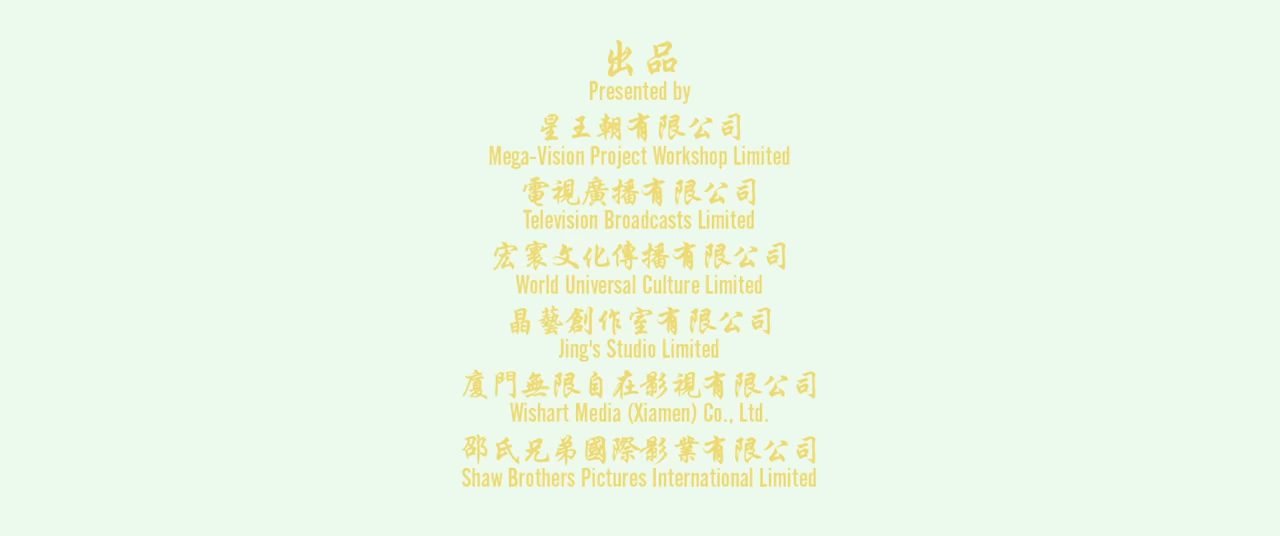 出品
Presented by
星王朝有限公司
Mega-Vision Project Workshop Limited
電視廣播有限公司
Television Broadcasts Limited
宏寰文化傳播有限公司
World Universal Culture Limited
晶藝創作室有限公司
Jing's Studio Limited
廈門無限自在影視有限公司
Wishart Media (Xiamen) Co., Ltd.
邵氏兄弟國際影業有限公司
Shaw Brothers Pictures International Limited